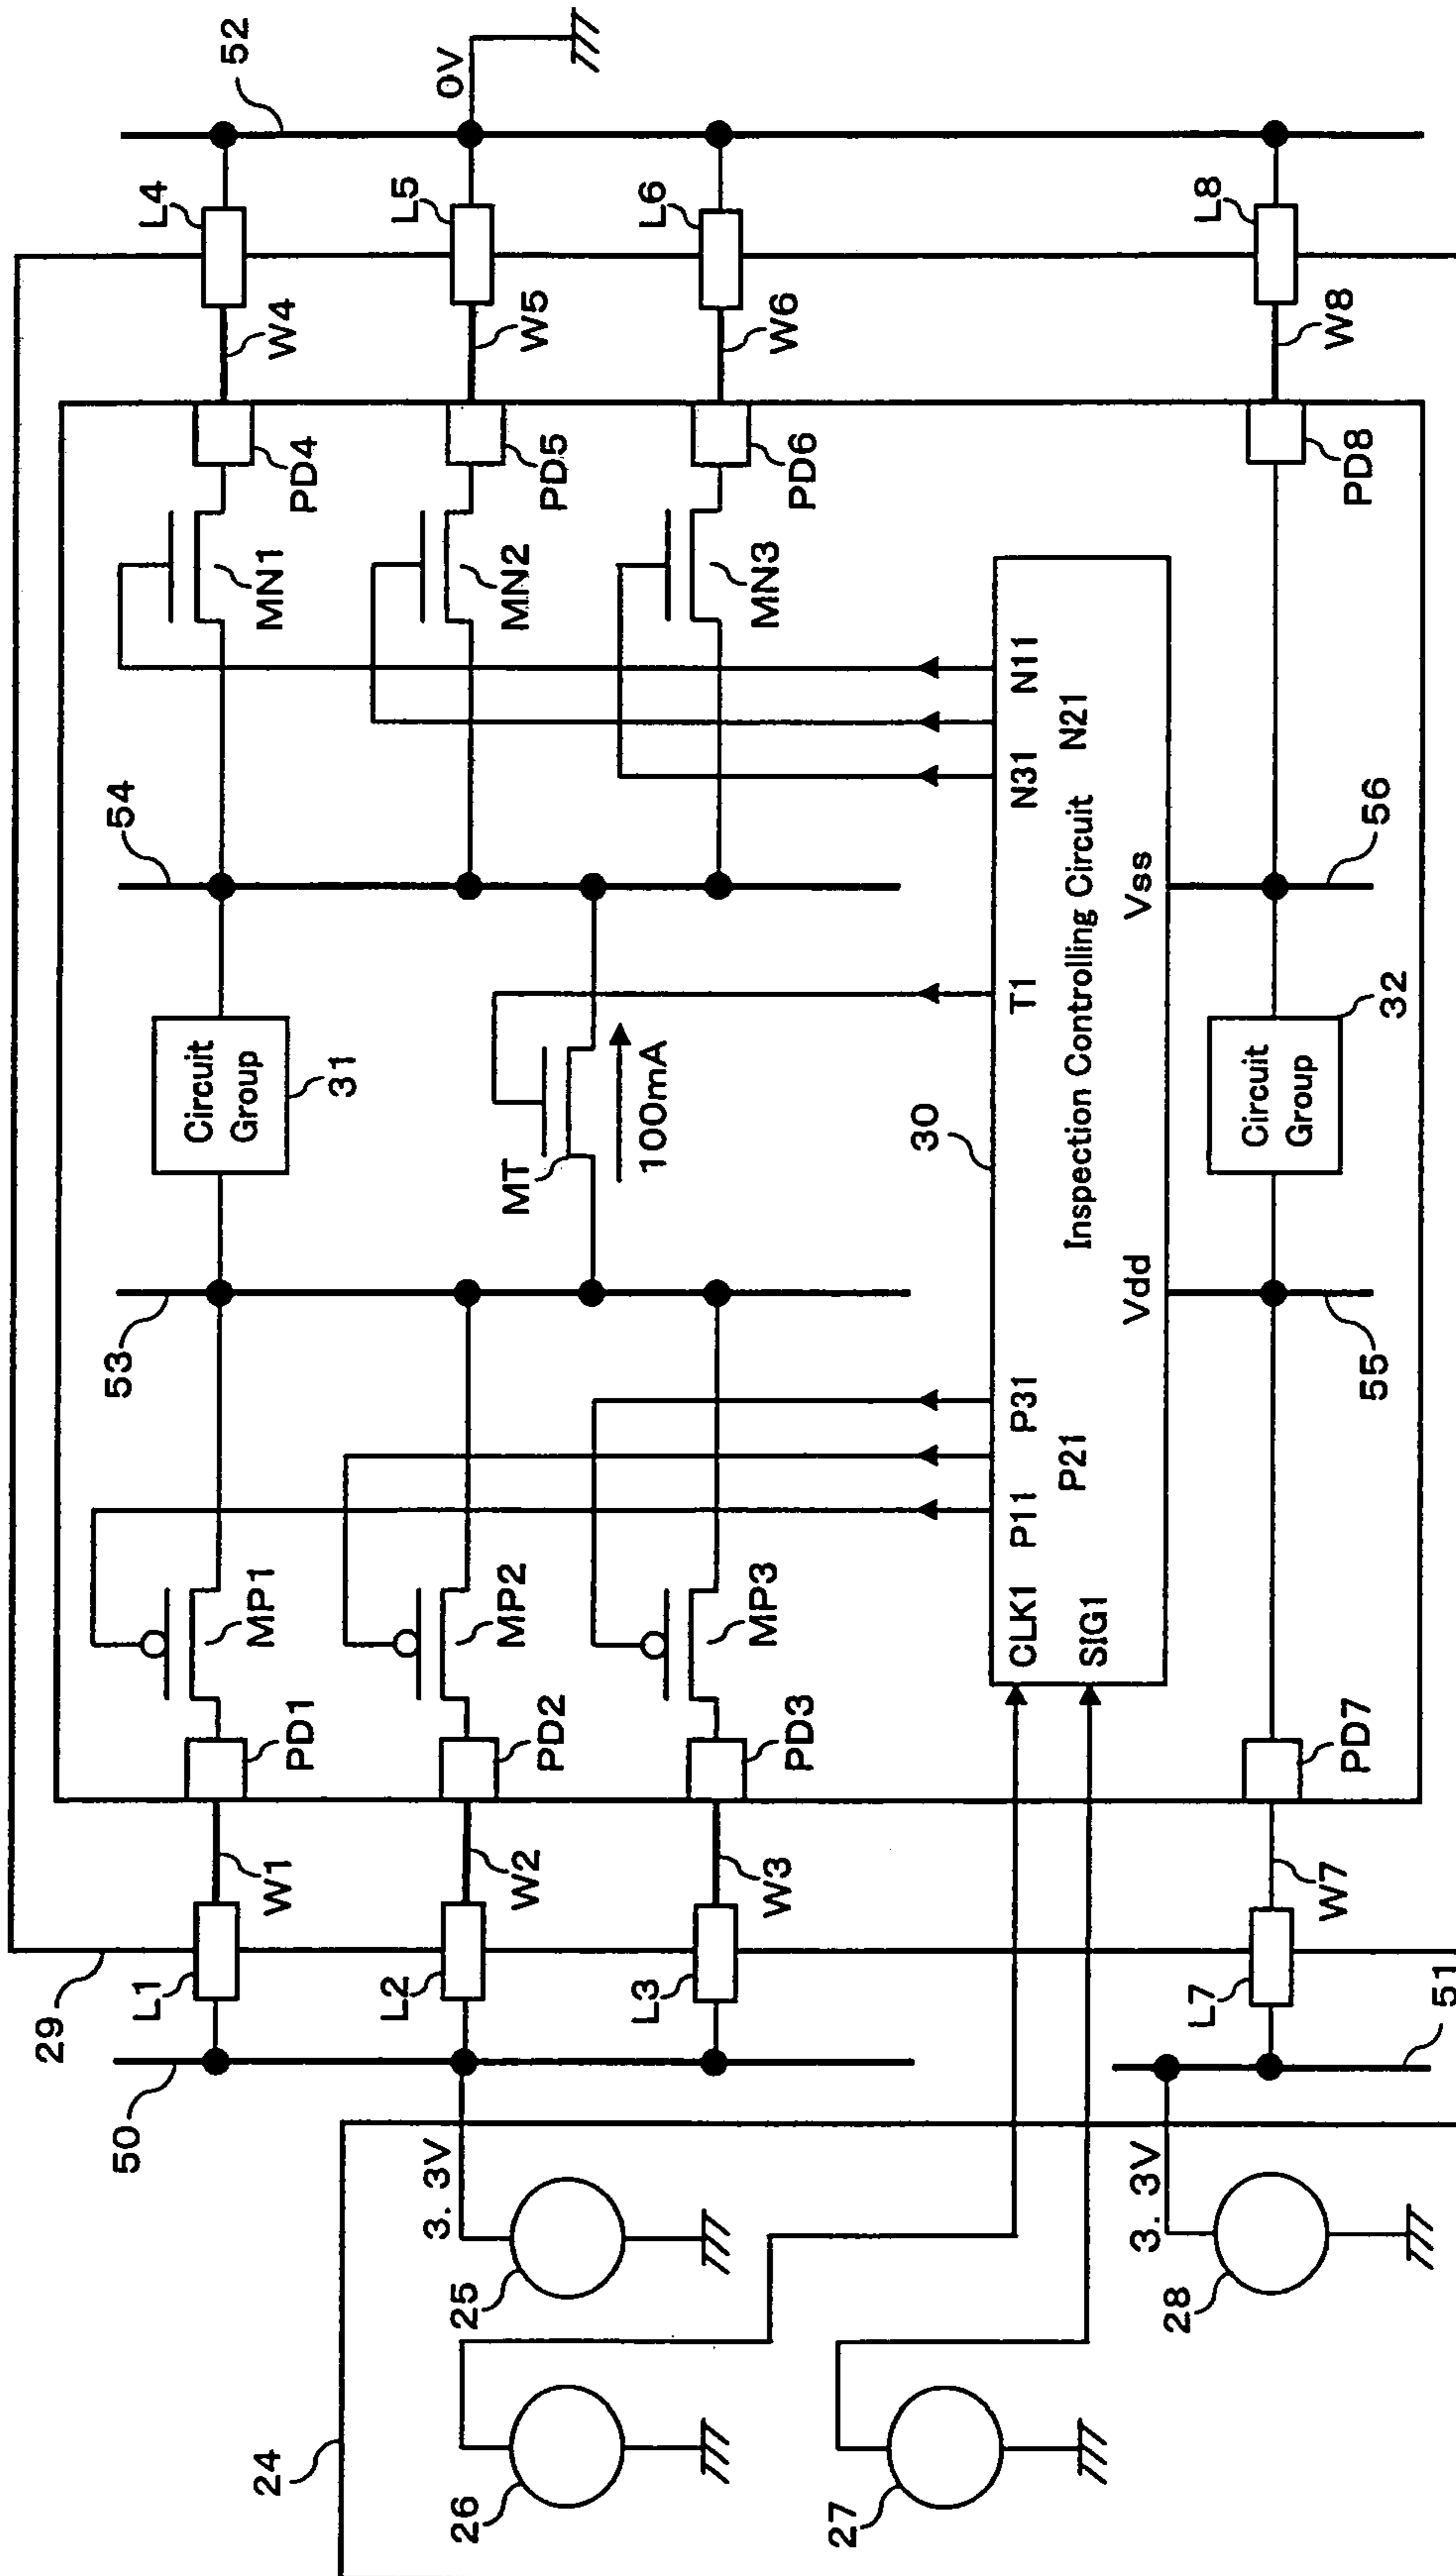 52
0V
L4
L5
L6
L8
W4
W5
W6
W8
PD4
PD5
PD6
PD8
MN1
MN2
MN3
N11
N21
N31
54
56
Vss
T1
Circuit
Group
31
MT
100mA
30
Inspection Controlling Circuit
Circuit
Group
32
53
55
Vdd
P31
P21
P11
CLK1
SIG1
MP1
MP2
MP3
PD1
PD2
PD3
PD7
W1
W2
W3
W7
29
L1
L2
L3
L7
50
51
3. 3V
3. 3V
25
28
24
26
27